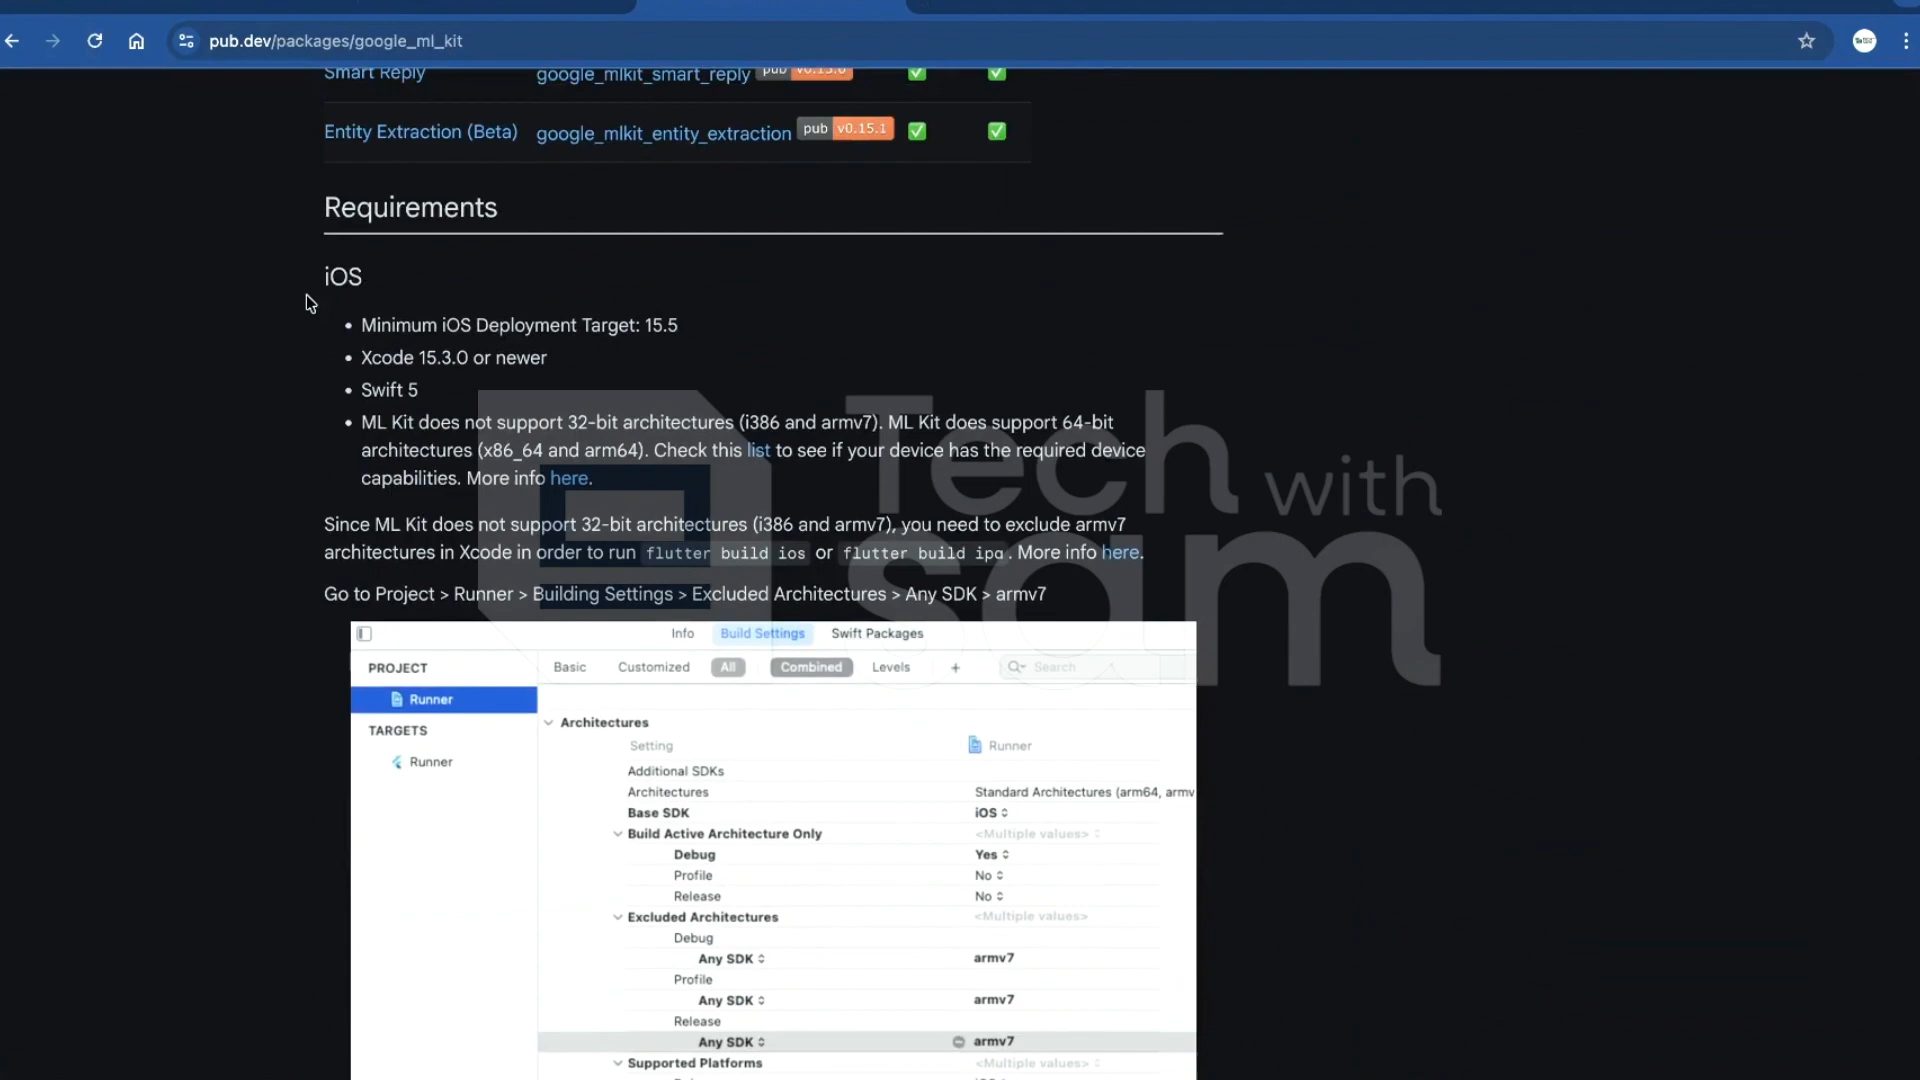 pub.dev/packages/google_ml_kit
Smart Reply google_mlkit_smart_reply pub v0.13.0
Entity Extraction (Beta) google_mlkit_entity_extraction pub v0.15.1
Requirements
iOS
• Minimum iOS Deployment Target: 15.5
• Xcode 15.3.0 or newer
• Swift 5
• ML Kit does not support 32-bit architectures (i386 and armv7). ML Kit does support 64-bit
architectures (x86_64 and arm64). Check this list to see if your device has the required device
capabilities. More info here.
Since ML Kit does not support 32-bit architectures (i386 and armv7), you need to exclude armv7
architectures in Xcode in order to run flutter build ios or flutter build ipa. More info here.
Go to Project > Runner > Building Settings > Excluded Architectures > Any SDK > armv7
Tech with
sam
Info Build Settings Swift Packages
PROJECT Basic Customized All Combined Levels + Search
Runner
TARGETS
Runner
Architectures
Setting Runner
Additional SDKs
Architectures Standard Architectures (arm64, armv
Base SDK iOS
Build Active Architecture Only <Multiple values>
Debug Yes
Profile No
Release No
Excluded Architectures <Multiple values>
Debug
Any SDK armv7
Profile
Any SDK armv7
Release
Any SDK armv7
Supported Platforms <Multiple values>